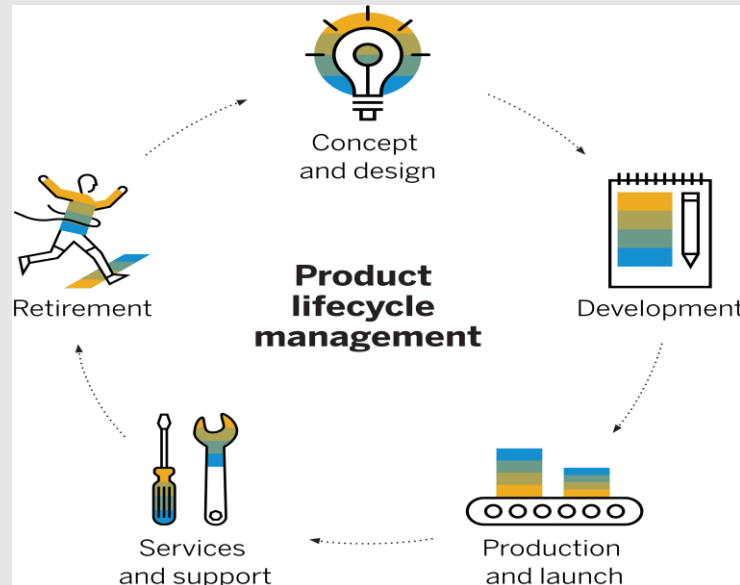 Concept
and design
Development
Production
and launch
Services
and support
Retirement
Product
lifecycle
management